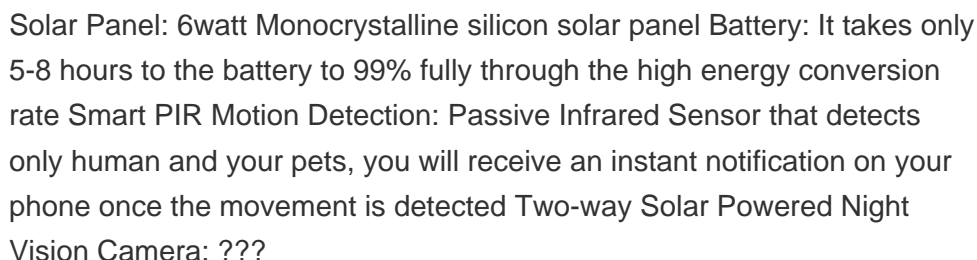 Solar Panel: 6watt Monocrystalline silicon solar panel Battery: It takes only
5-8 hours to the battery to 99% fully through the high energy conversion
rate Smart PIR Motion Detection: Passive Infrared Sensor that detects
only human and your pets, you will receive an instant notification on your
phone once the movement is detected Two-way Solar Powered Night
Vision Camera: ???